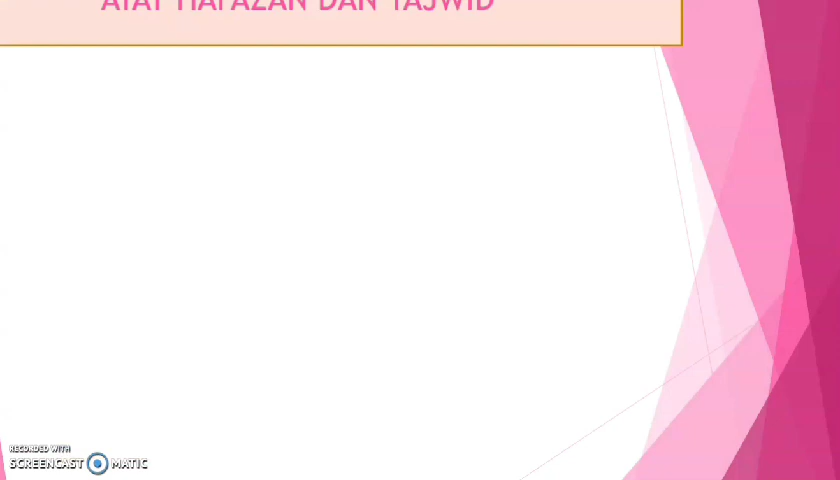 AYAT HAFAZAN DAN TAJWID
RECORDED WITH
SCREENCAST MATIC